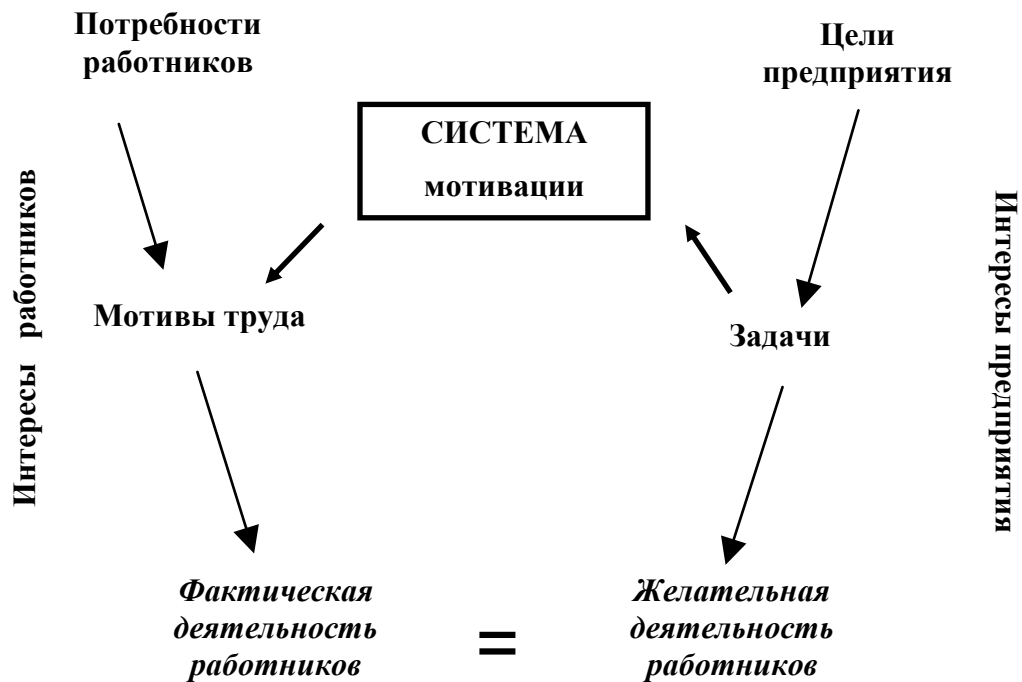 Потребности
работников
Цели
предприятия
СИСТЕМА
мотивации
Интересы работников
Интересы предприятия
Мотивы труда
Задачи
Фактическая
деятельность
работников
=
Желательная
деятельность
работников